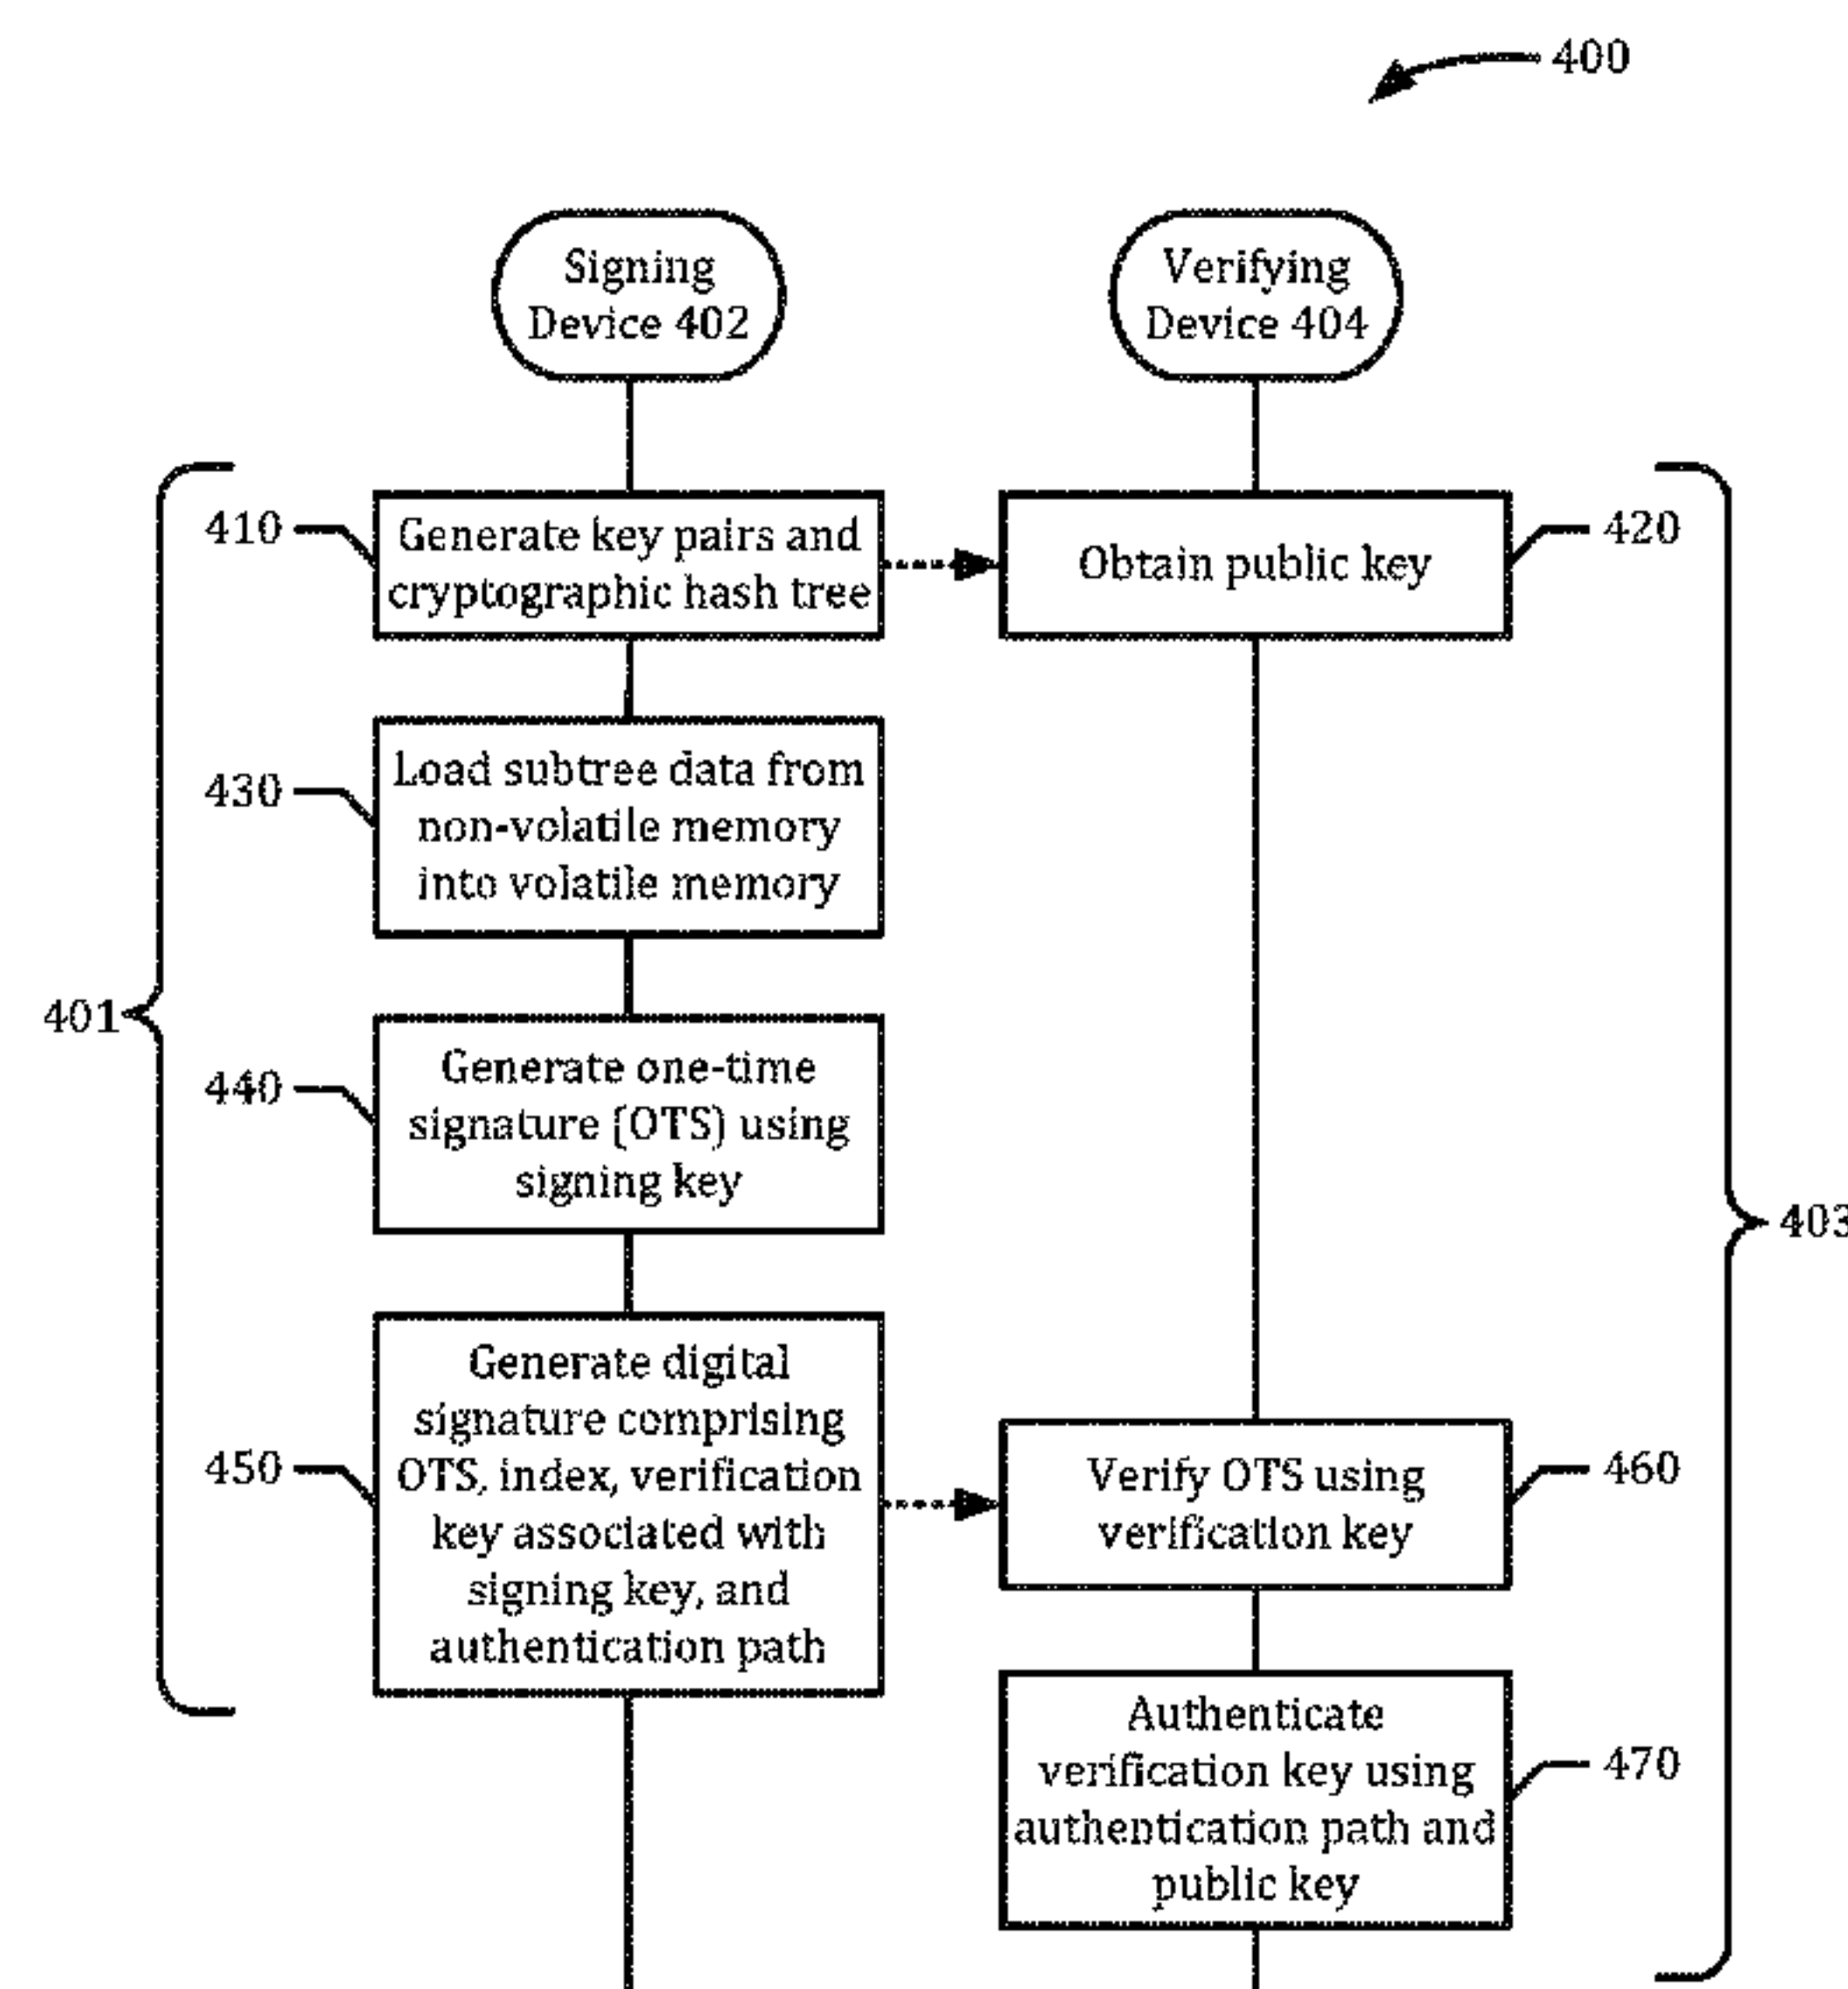 400
Signing
Device 402
Verifying
Device 404
410
Generate key pairs and
cryptographic hash tree
Obtain public key
420
430
Load subtree data from
non-volatile memory
into volatile memory
401
440
Generate one-time
signature (OTS) using
signing key
403
450
Generate digital
signature comprising
OTS, index, verification
key associated with
signing key, and
authentication path
Verify OTS using
verification key
460
Authenticate
verification key using
authentication path and
public key
470